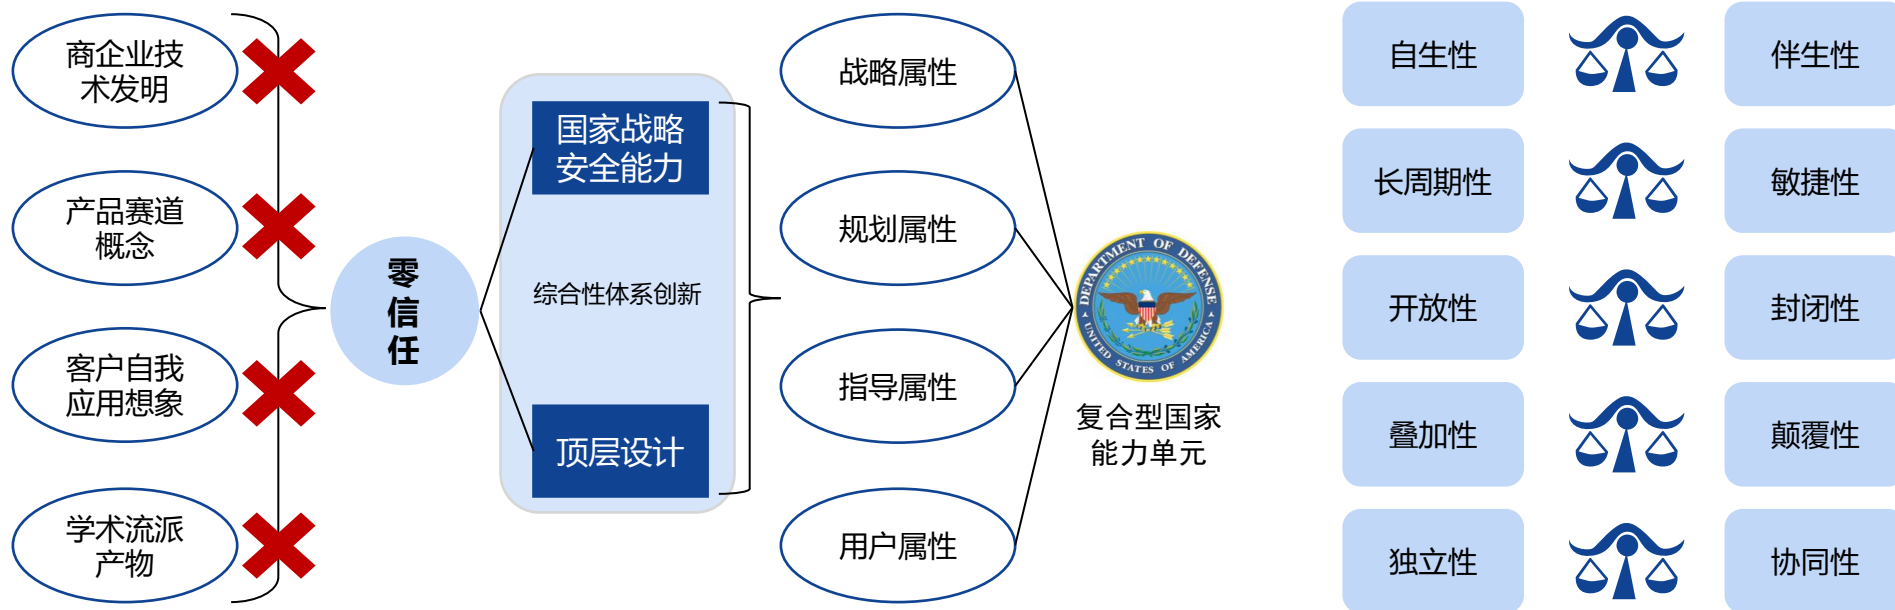 商企业技
术发明
产品赛道
概念
客户自我
应用想象
学术流派
产物
零
信
任
国家战略
安全能力
综合性体系创新
顶层设计
战略属性
规划属性
指导属性
用户属性
DEPARTMENT OF DEFENSE
UNITED STATES OF AMERICA
复合型国家
能力单元
自生性
伴生性
长周期性
敏捷性
开放性
封闭性
叠加性
颠覆性
独立性
协同性